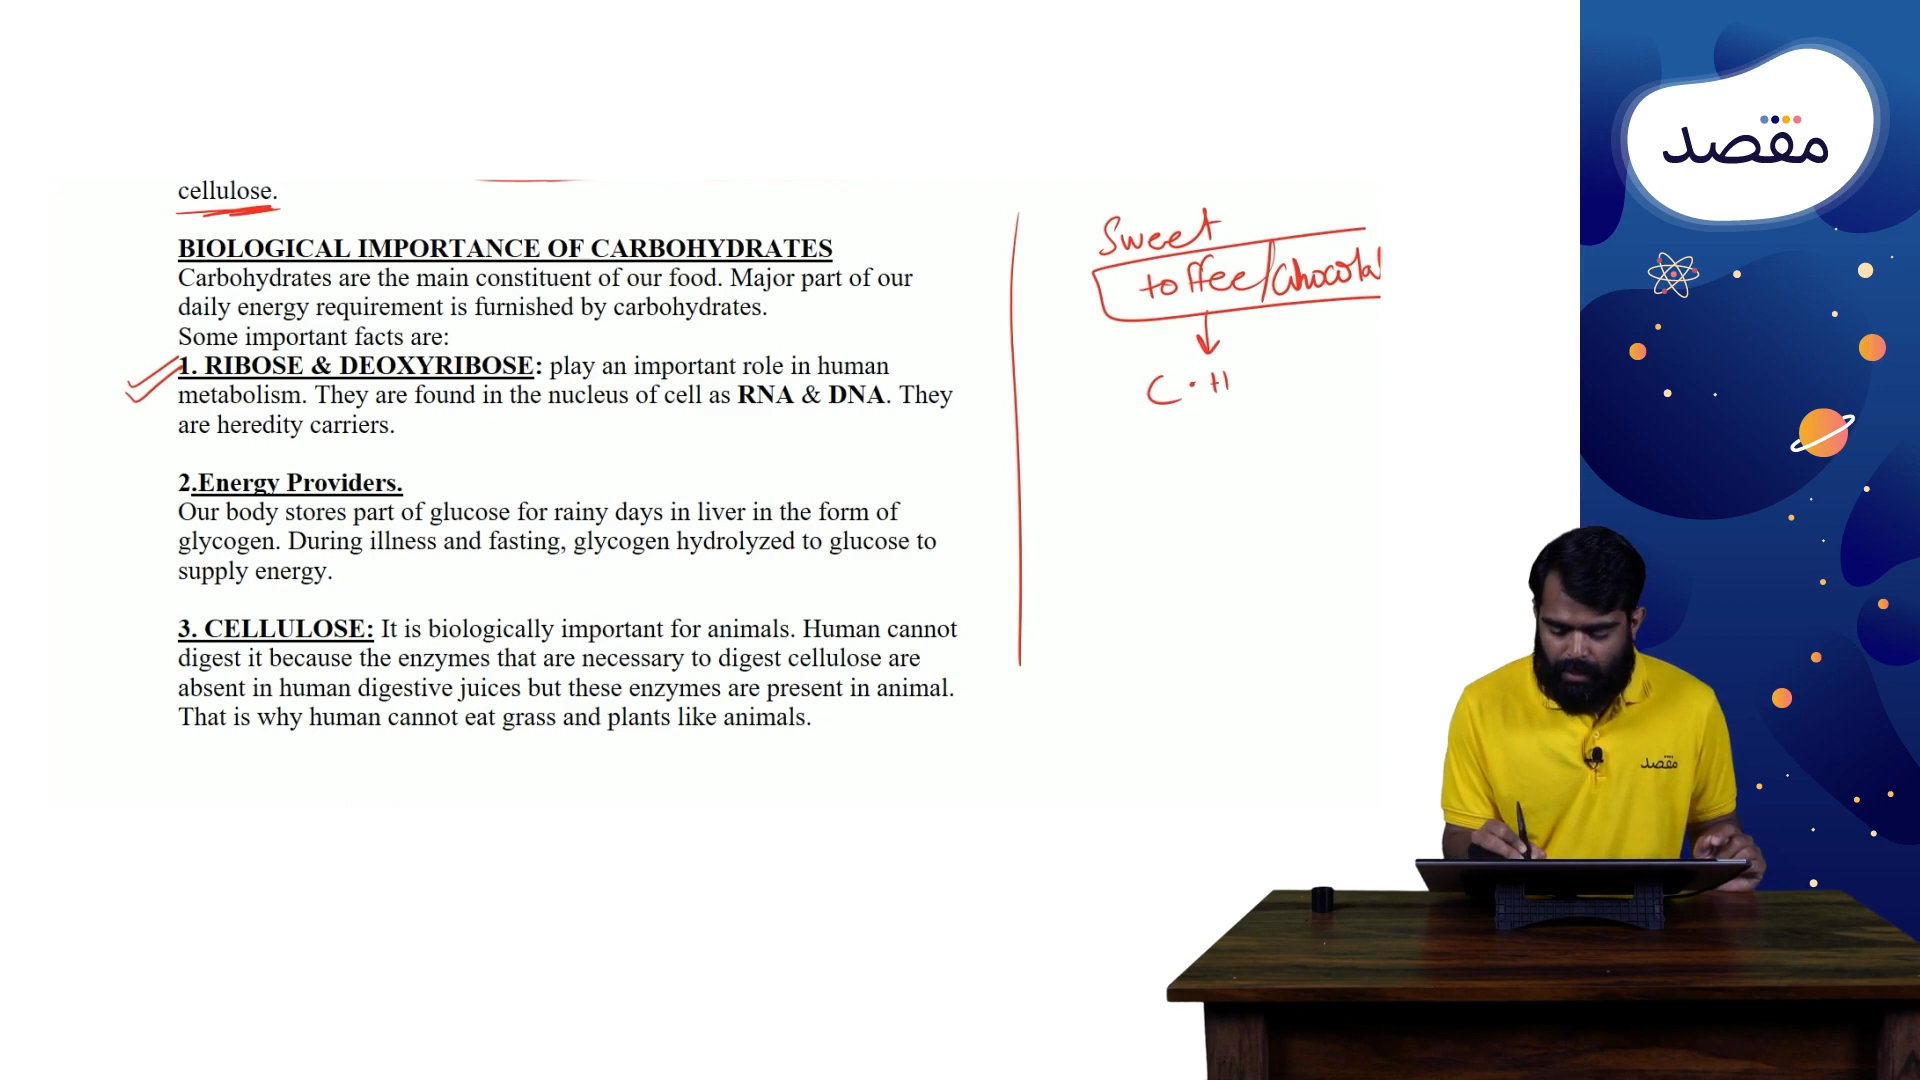 cellulose.
BIOLOGICAL IMPORTANCE OF CARBOHYDRATES
Carbohydrates are the main constituent of our food. Major part of our
daily energy requirement is furnished by carbohydrates.
Some important facts are:
1. RIBOSE & DEOXYRIBOSE: play an important role in human
metabolism. They are found in the nucleus of cell as RNA & DNA. They
are heredity carriers.
2.Energy Providers.
Our body stores part of glucose for rainy days in liver in the form of
glycogen. During illness and fasting, glycogen hydrolyzed to glucose to
supply energy.
3. CELLULOSE: It is biologically important for animals. Human cannot
digest it because the enzymes that are necessary to digest cellulose are
absent in human digestive juices but these enzymes are present in animal.
That is why human cannot eat grass and plants like animals.
Sweet
toffee/chocola
C.H
مقصد
مقصد